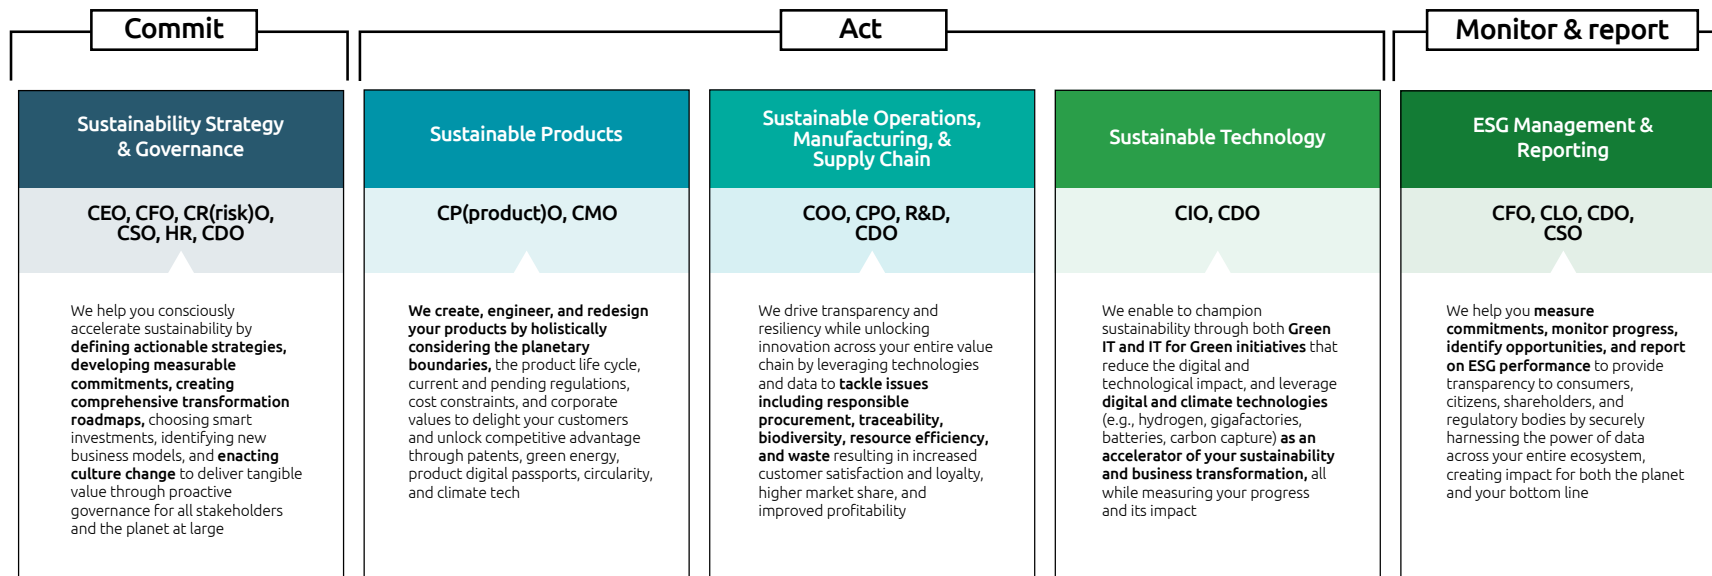 Commit
Act
Monitor & report
Sustainability Strategy
& Governance
CEO, CFO, CR(risk)O,
CSO, HR, CDO
We help you consciously
accelerate sustainability by
defining actionable strategies,
developing measurable
commitments, creating
comprehensive transformation
roadmaps, choosing smart
investments, identifying new
business models, and enacting
culture change to deliver tangible
value through proactive
governance for all stakeholders
and the planet at large
Sustainable Products
CP(product)O, CMO
We create, engineer, and redesign
your products by holistically
considering the planetary
boundaries, the product life cycle,
current and pending regulations,
cost constraints, and corporate
values to delight your customers
and unlock competitive advantage
through patents, green energy,
product digital passports, circularity,
and climate tech
Sustainable Operations,
Manufacturing, &
Supply Chain
COO, CPO, R&D,
CDO
We drive transparency and
resiliency while unlocking
innovation across your entire value
chain by leveraging technologies
and data to tackle issues
including responsible
procurement, traceability,
biodiversity, resource efficiency,
and waste resulting in increased
customer satisfaction and loyalty,
higher market share, and
improved profitability
Sustainable Technology
CIO, CDO
We enable to champion
sustainability through both Green
IT and IT for Green initiatives that
reduce the digital and
technological impact, and leverage
digital and climate technologies
(e.g., hydrogen, gigafactories,
batteries, carbon capture) as an
accelerator of your sustainability
and business transformation, all
while measuring your progress
and its impact
ESG Management &
Reporting
CFO, CLO, CDO,
CSO
We help you measure
commitments, monitor progress,
identify opportunities, and report
on ESG performance to provide
transparency to consumers,
citizens, shareholders, and
regulatory bodies by securely
harnessing the power of data
across your entire ecosystem,
creating impact for both the planet
and your bottom line